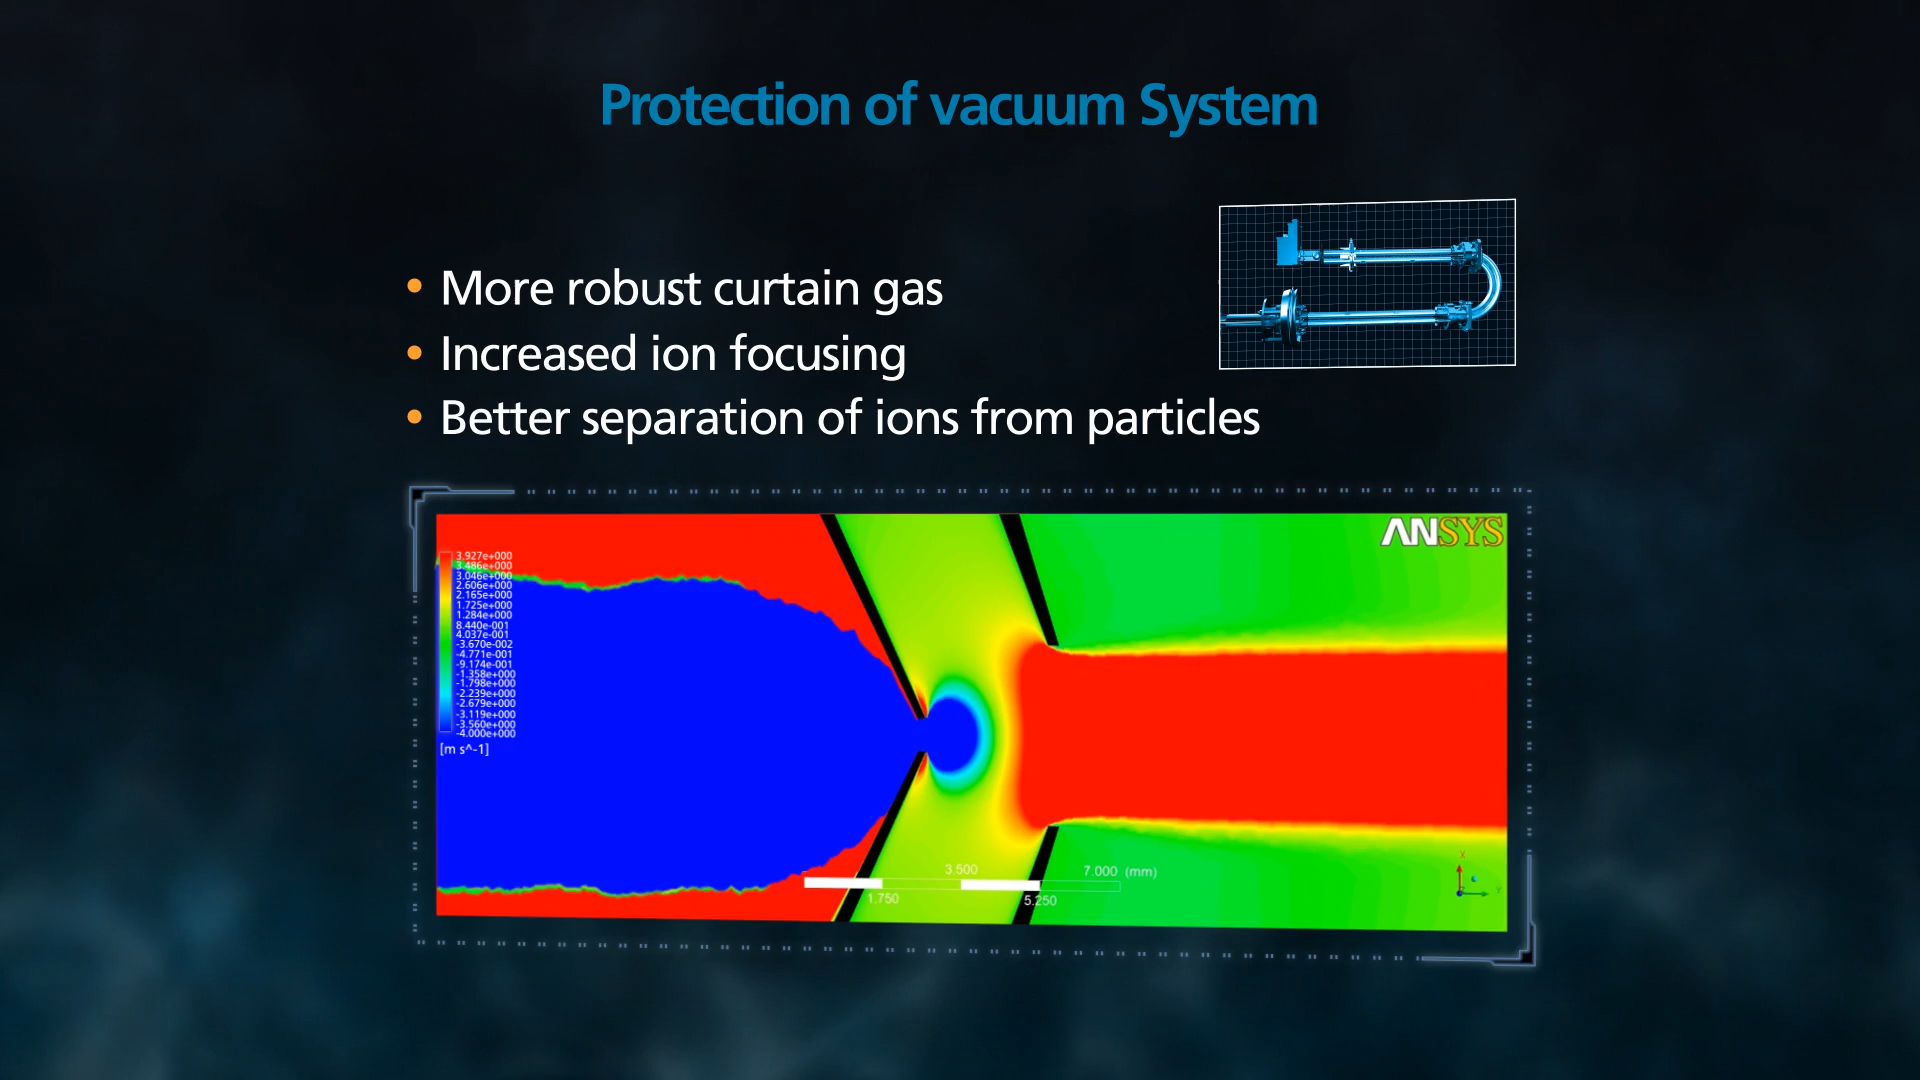 Protection of vacuum System
More robust curtain gas
Increased ion focusing
Better separation of ions from particles
ANSYS
3.927e+000
3.486e+000
3.046e+000
2.606e+000
2.165e+000
1.725e+000
1.284e+000
8.440e-001
4.037e-001
-3.670e-002
-4.771e-001
-9.174e-001
-1.358e+000
-1.798e+000
-2.239e+000
-2.679e+000
-3.119e+000
-3.560e+000
-4.000e+000
[m s^-1]
3.500 7.000 (mm)
1.750 5.250
X
Y